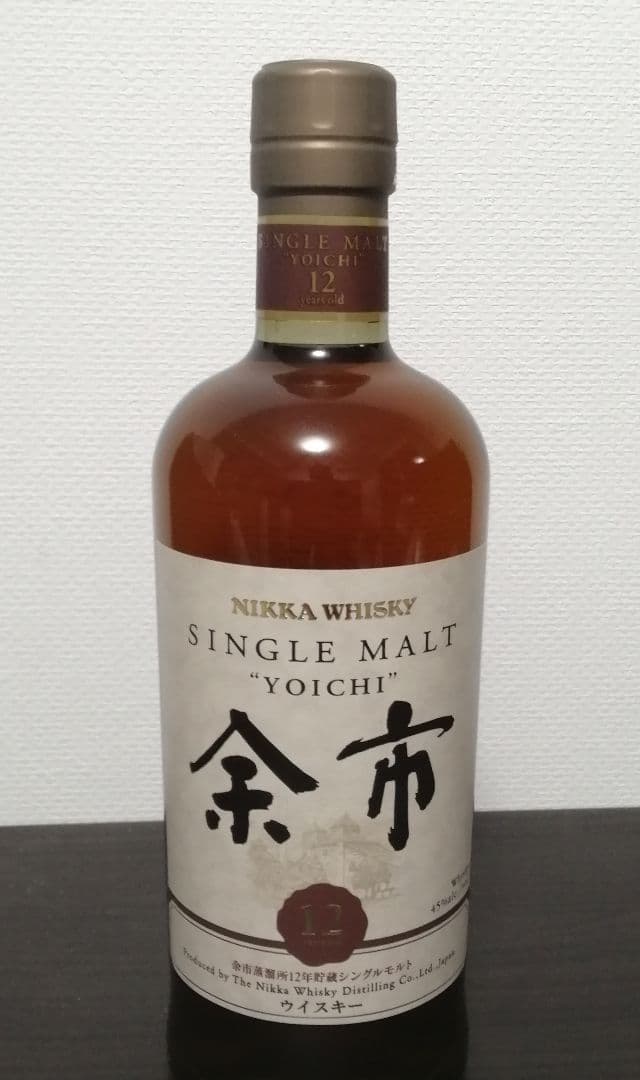 SINGLE MALT
"YOICHI"
12
years old
NIKKA WHISKY
SINGLE MALT
"YOICHI"
余市
45%
12
余市蒸溜所12年貯蔵シングルモルト
Produced by The Nikka Whisky Distilling Co.,Ltd.,Japan.
ウイスキー